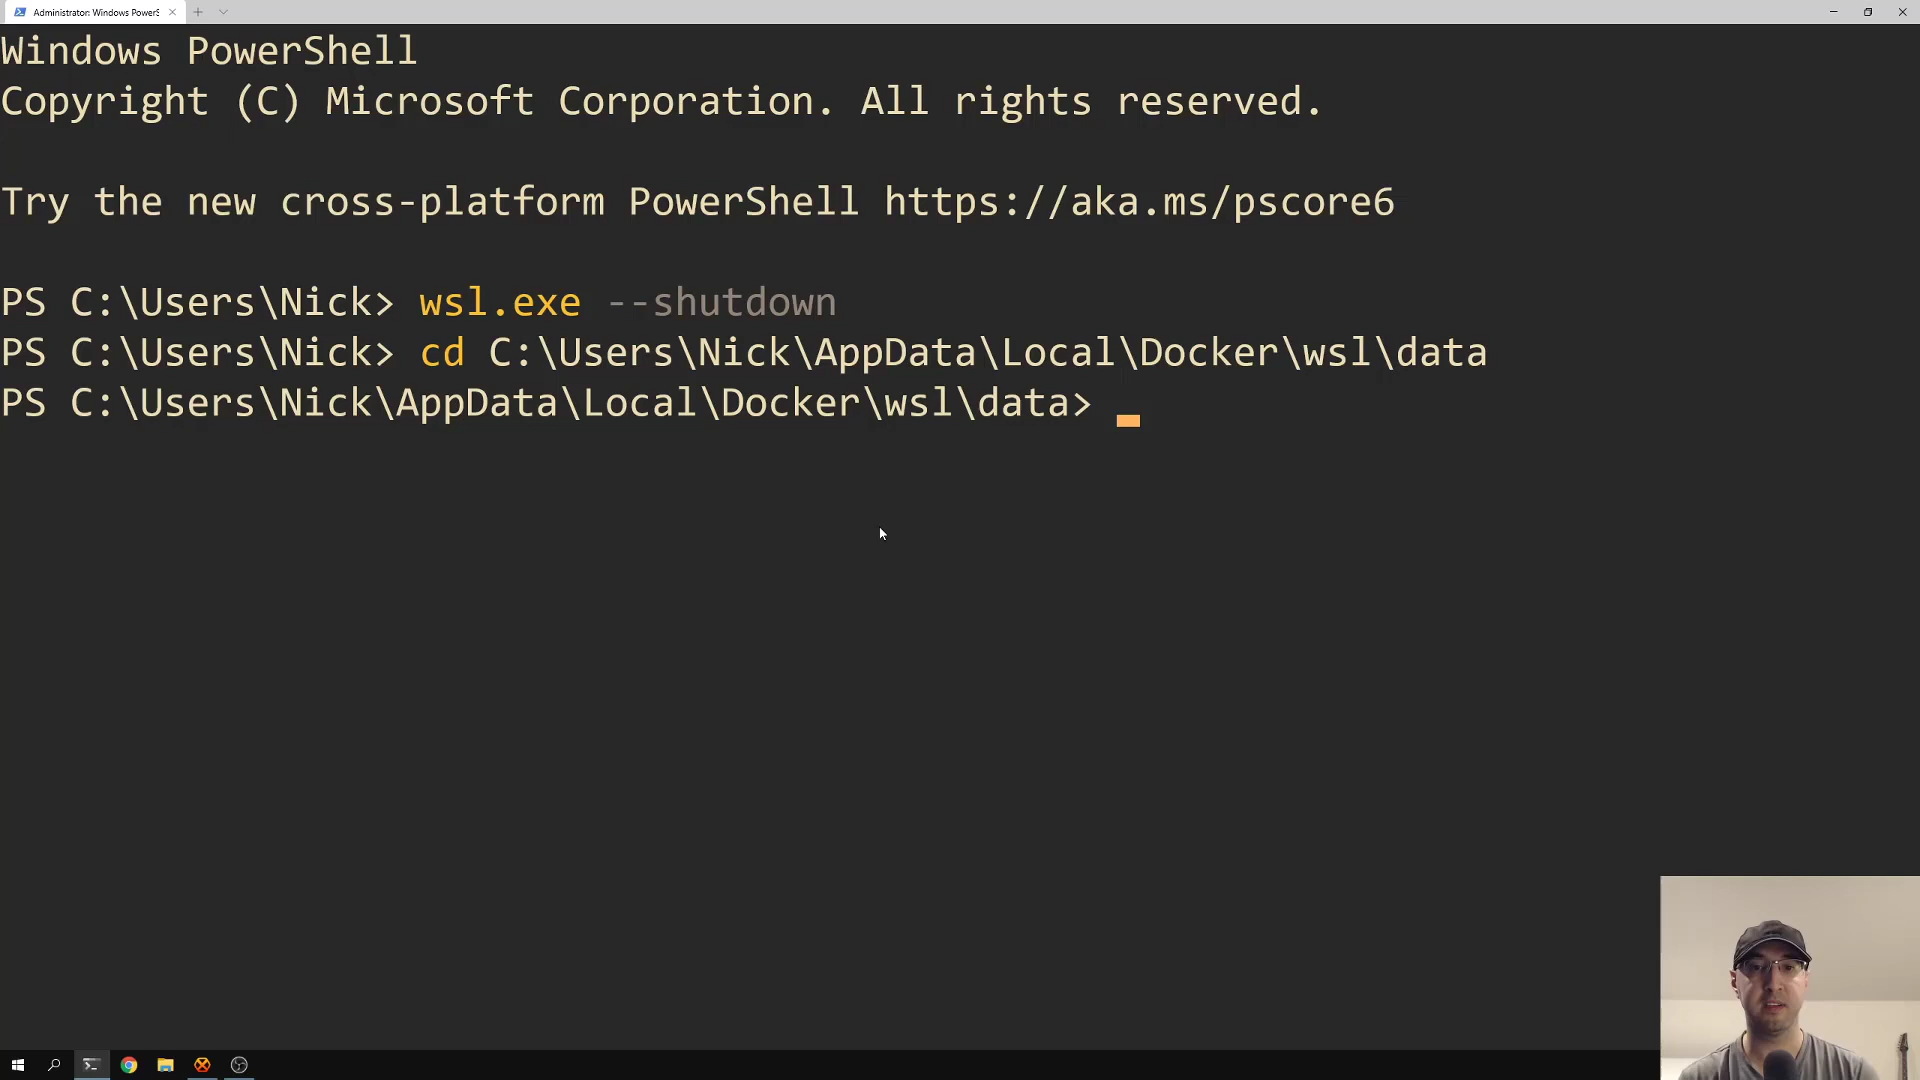 Administrator: Windows PowerS
Windows PowerShell
Copyright (C) Microsoft Corporation. All rights reserved.
Try the new cross-platform PowerShell https://aka.ms/pscore6
PS C:\Users\Nick> wsl.exe --shutdown
PS C:\Users\Nick> cd C:\Users\Nick\AppData\Local\Docker\wsl\data
PS C:\Users\Nick\AppData\Local\Docker\wsl\data>